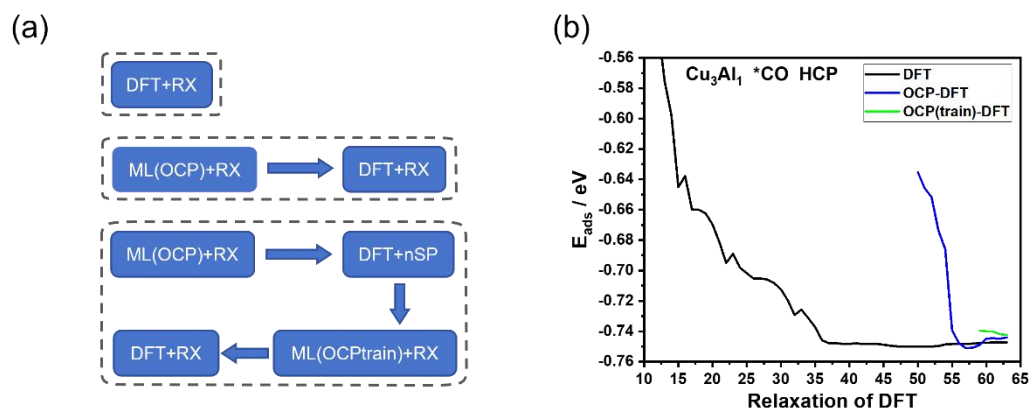 (a)
DFT+RX
ML(OCP)+RX
DFT+RX
ML(OCP)+RX
DFT+nSP
DFT+RX
ML(OCPtrain)+RX
(b)
Cu₃Al₁ *CO HCP
DFT
OCP-DFT
OCP(train)-DFT
E_ads / eV
-0.56
-0.58
-0.60
-0.62
-0.64
-0.66
-0.68
-0.70
-0.72
-0.74
-0.76
10 15 20 25 30 35 40 45 50 55 60 65
Relaxation of DFT